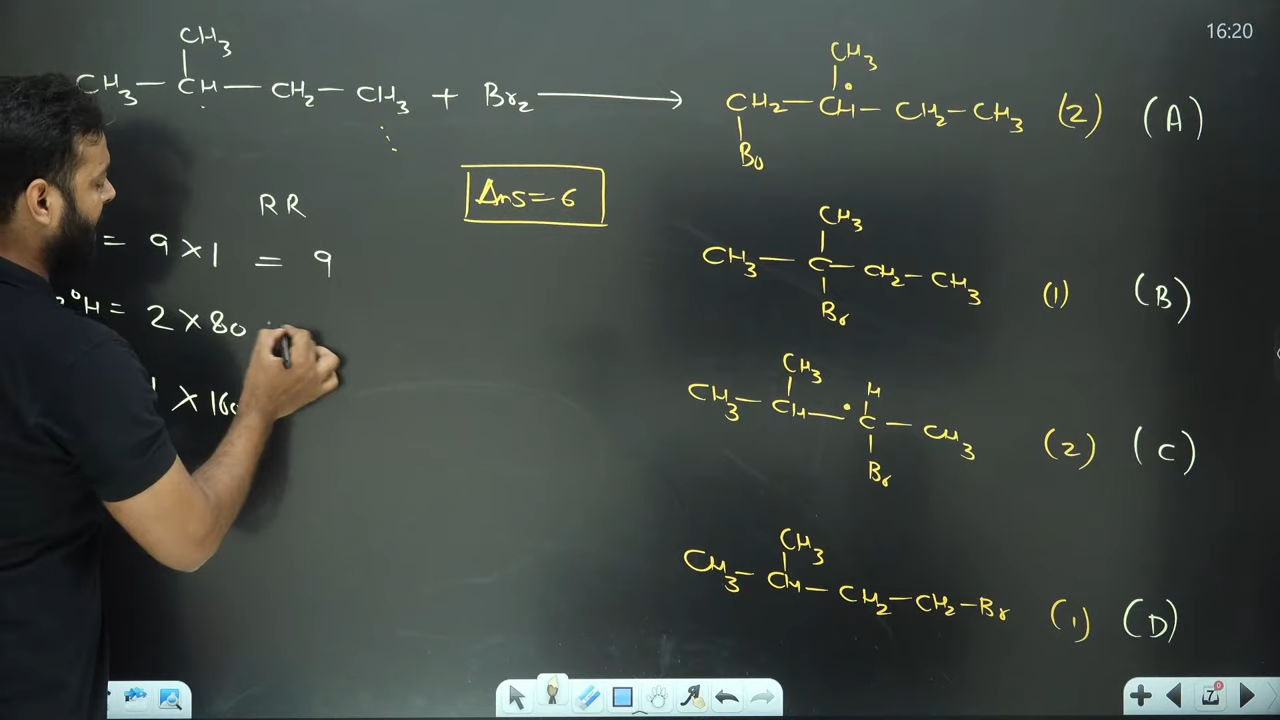 16:20
CH3
CH3 — CH — CH2 — CH3 + Br2 ⟶
CH3
CH2 — CH — CH2 — CH3 (2) (A)
Br
Ans = 6
RR
= 9 × 1 = 9
°H = 2 × 80
× 160
CH3
CH3 — C — CH2 — CH3 (1) (B)
Br
CH3 H
CH3 — CH — C — CH3 (2) (C)
Br
CH3
CH3 — CH — CH2 — CH2 — Br (1) (D)
7